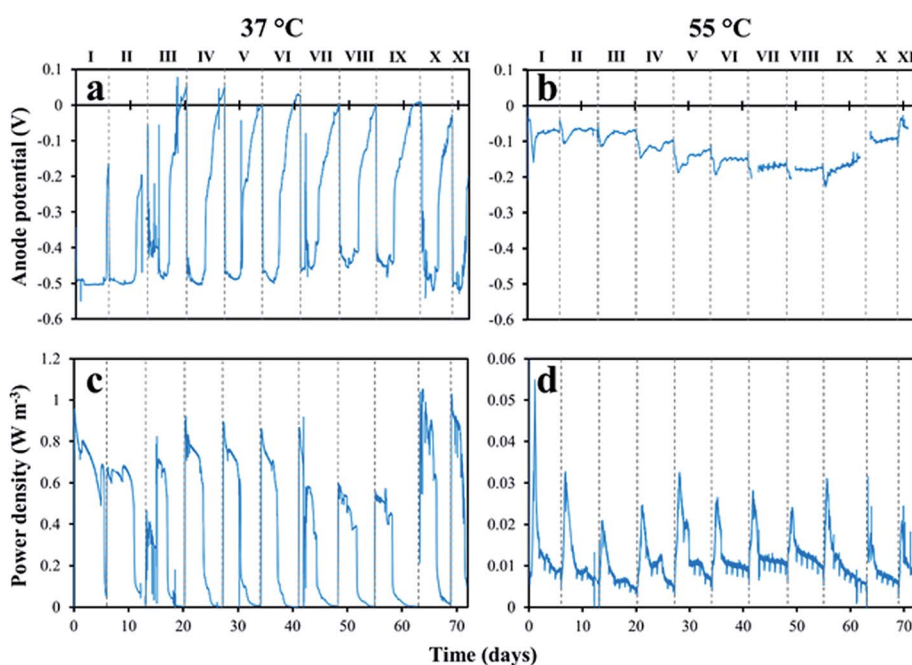 37 °C 55 °C
I II III IV V VI VII VIII IX X XI I II III IV V VI VII VIII IX X XI
a b
Anode potential (V)
0.1 0.1
0 0
-0.1 -0.1
-0.2 -0.2
-0.3 -0.3
-0.4 -0.4
-0.5 -0.5
-0.6 -0.6
c d
Power density (W m-3)
1.2 0.06
1 0.05
0.8 0.04
0.6 0.03
0.4 0.02
0.2 0.01
0 0
0 10 20 30 40 50 60 70 0 10 20 30 40 50 60 70
Time (days)